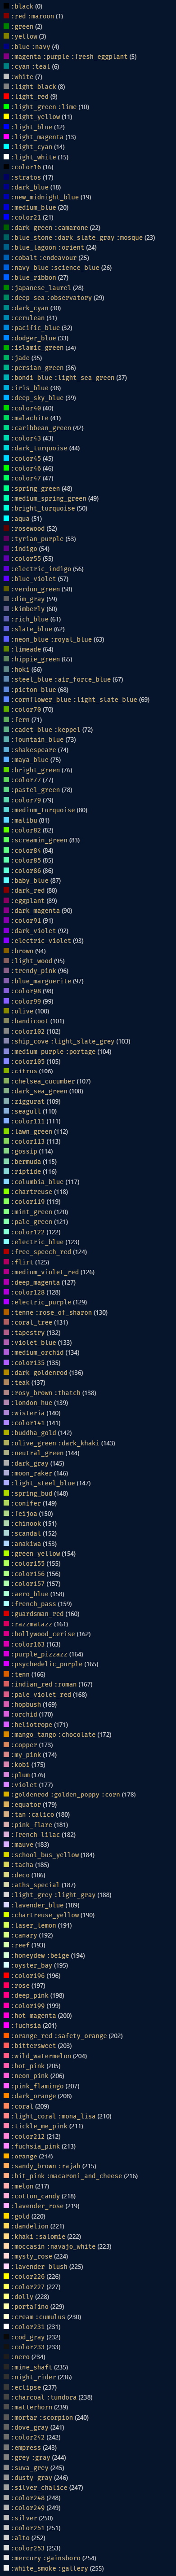 :black (0)
:red :maroon (1)
:green (2)
:yellow (3)
:blue :navy (4)
:magenta :purple :fresh_eggplant (5)
:cyan :teal (6)
:white (7)
:light_black (8)
:light_red (9)
:light_green :lime (10)
:light_yellow (11)
:light_blue (12)
:light_magenta (13)
:light_cyan (14)
:light_white (15)
:color16 (16)
:stratos (17)
:dark_blue (18)
:new_midnight_blue (19)
:medium_blue (20)
:color21 (21)
:dark_green :camarone (22)
:blue_stone :dark_slate_gray :mosque (23)
:blue_lagoon :orient (24)
:cobalt :endeavour (25)
:navy_blue :science_blue (26)
:blue_ribbon (27)
:japanese_laurel (28)
:deep_sea :observatory (29)
:dark_cyan (30)
:cerulean (31)
:pacific_blue (32)
:dodger_blue (33)
:islamic_green (34)
:jade (35)
:persian_green (36)
:bondi_blue :light_sea_green (37)
:iris_blue (38)
:deep_sky_blue (39)
:color40 (40)
:malachite (41)
:caribbean_green (42)
:color43 (43)
:dark_turquoise (44)
:color45 (45)
:color46 (46)
:color47 (47)
:spring_green (48)
:medium_spring_green (49)
:bright_turquoise (50)
:aqua (51)
:rosewood (52)
:tyrian_purple (53)
:indigo (54)
:color55 (55)
:electric_indigo (56)
:blue_violet (57)
:verdun_green (58)
:dim_gray (59)
:kimberly (60)
:rich_blue (61)
:slate_blue (62)
:neon_blue :royal_blue (63)
:limeade (64)
:hippie_green (65)
:hoki (66)
:steel_blue :air_force_blue (67)
:picton_blue (68)
:cornflower_blue :light_slate_blue (69)
:color70 (70)
:fern (71)
:cadet_blue :keppel (72)
:fountain_blue (73)
:shakespeare (74)
:maya_blue (75)
:bright_green (76)
:color77 (77)
:pastel_green (78)
:color79 (79)
:medium_turquoise (80)
:malibu (81)
:color82 (82)
:screamin_green (83)
:color84 (84)
:color85 (85)
:color86 (86)
:baby_blue (87)
:dark_red (88)
:eggplant (89)
:dark_magenta (90)
:color91 (91)
:dark_violet (92)
:electric_violet (93)
:brown (94)
:light_wood (95)
:trendy_pink (96)
:blue_marguerite (97)
:color98 (98)
:color99 (99)
:olive (100)
:bandicoot (101)
:color102 (102)
:ship_cove :light_slate_grey (103)
:medium_purple :portage (104)
:color105 (105)
:citrus (106)
:chelsea_cucumber (107)
:dark_sea_green (108)
:ziggurat (109)
:seagull (110)
:color111 (111)
:lawn_green (112)
:color113 (113)
:gossip (114)
:bermuda (115)
:riptide (116)
:columbia_blue (117)
:chartreuse (118)
:color119 (119)
:mint_green (120)
:pale_green (121)
:color122 (122)
:electric_blue (123)
:free_speech_red (124)
:flirt (125)
:medium_violet_red (126)
:deep_magenta (127)
:color128 (128)
:electric_purple (129)
:tenne :rose_of_sharon (130)
:coral_tree (131)
:tapestry (132)
:violet_blue (133)
:medium_orchid (134)
:color135 (135)
:dark_goldenrod (136)
:teak (137)
:rosy_brown :thatch (138)
:london_hue (139)
:wisteria (140)
:color141 (141)
:buddha_gold (142)
:olive_green :dark_khaki (143)
:neutral_green (144)
:dark_gray (145)
:moon_raker (146)
:light_steel_blue (147)
:spring_bud (148)
:conifer (149)
:feijoa (150)
:chinook (151)
:scandal (152)
:anakiwa (153)
:green_yellow (154)
:color155 (155)
:color156 (156)
:color157 (157)
:aero_blue (158)
:french_pass (159)
:guardsman_red (160)
:razzmatazz (161)
:hollywood_cerise (162)
:color163 (163)
:purple_pizzazz (164)
:psychedelic_purple (165)
:tenn (166)
:indian_red :roman (167)
:pale_violet_red (168)
:hopbush (169)
:orchid (170)
:heliotrope (171)
:mango_tango :chocolate (172)
:copper (173)
:my_pink (174)
:kobi (175)
:plum (176)
:violet (177)
:goldenrod :golden_poppy :corn (178)
:equator (179)
:tan :calico (180)
:pink_flare (181)
:french_lilac (182)
:mauve (183)
:school_bus_yellow (184)
:tacha (185)
:deco (186)
:aths_special (187)
:light_grey :light_gray (188)
:lavender_blue (189)
:chartreuse_yellow (190)
:laser_lemon (191)
:canary (192)
:reef (193)
:honeydew :beige (194)
:oyster_bay (195)
:color196 (196)
:rose (197)
:deep_pink (198)
:color199 (199)
:hot_magenta (200)
:fuchsia (201)
:orange_red :safety_orange (202)
:bittersweet (203)
:wild_watermelon (204)
:hot_pink (205)
:neon_pink (206)
:pink_flamingo (207)
:dark_orange (208)
:coral (209)
:light_coral :mona_lisa (210)
:tickle_me_pink (211)
:color212 (212)
:fuchsia_pink (213)
:orange (214)
:sandy_brown :rajah (215)
:hit_pink :macaroni_and_cheese (216)
:melon (217)
:cotton_candy (218)
:lavender_rose (219)
:gold (220)
:dandelion (221)
:khaki :salomie (222)
:moccasin :navajo_white (223)
:mysty_rose (224)
:lavender_blush (225)
:color226 (226)
:color227 (227)
:dolly (228)
:portafino (229)
:cream :cumulus (230)
:color231 (231)
:cod_gray (232)
:color233 (233)
:nero (234)
:mine_shaft (235)
:night_rider (236)
:eclipse (237)
:charcoal :tundora (238)
:matterhorn (239)
:mortar :scorpion (240)
:dove_gray (241)
:color242 (242)
:empress (243)
:grey :gray (244)
:suva_grey (245)
:dusty_gray (246)
:silver_chalice (247)
:color248 (248)
:color249 (249)
:silver (250)
:color251 (251)
:alto (252)
:color253 (253)
:mercury :gainsboro (254)
:white_smoke :gallery (255)